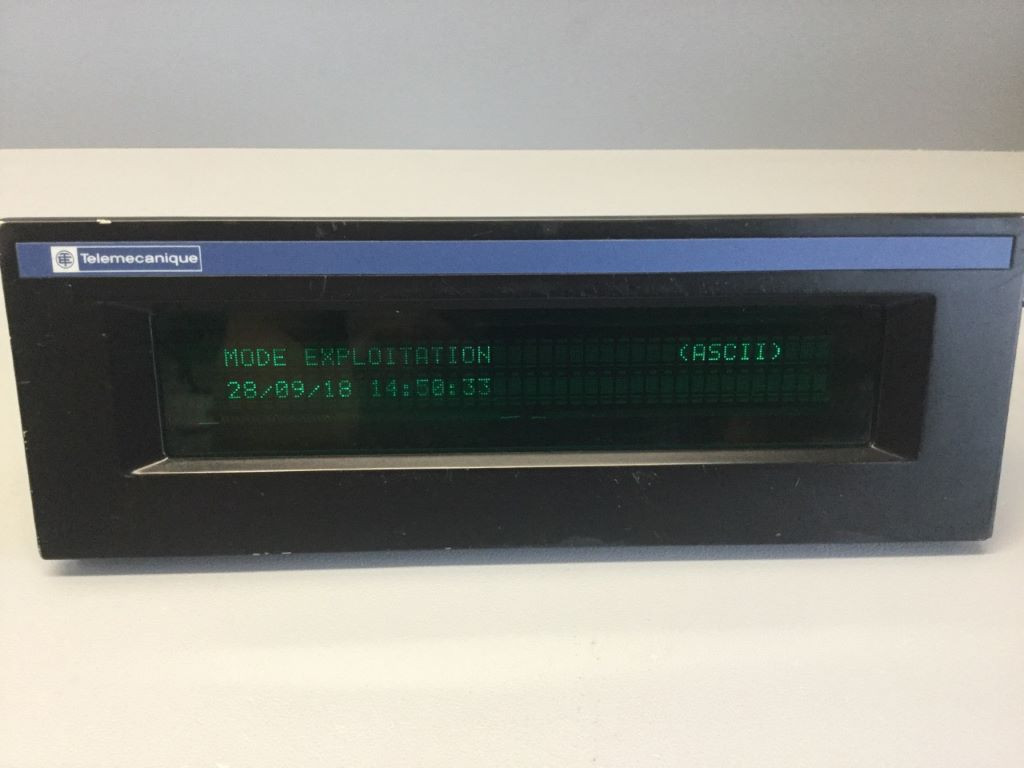 Telemecanique
MODE EXPLOITATION (ASCII)
28/09/18 14:50:33